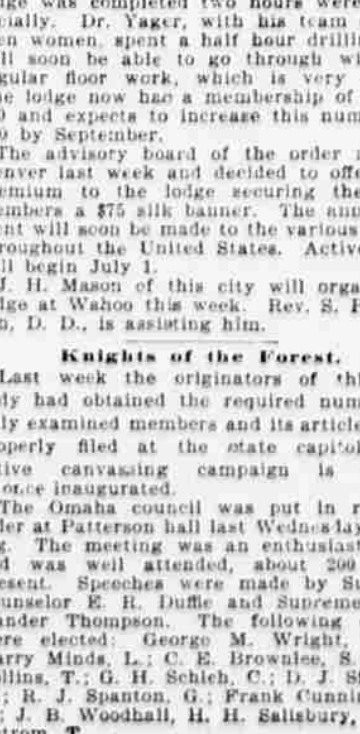 dge was completed two hours were
cially. Dr. Yager, with his team
en women, spent a half hour drillin
ll soon be able to go through wi
gular floor work, which is very
he lodge now has a membership of
0 and expects to increase this num
0 by September.
The advisory board of the order
enver last week and decided to offe
emium to the lodge securing the
embers a $75 silk banner. The ann
ent will soon be made to the various
roughout the United States. Active
ll begin July 1.
J. H. Mason of this city will orga
dge at Wahoo this week. Rev. S. P
h, D. D., is assisting him.
Knights of the Forest.
Last week the originators of thi
dy had obtained the required num
ly examined members and its article
operly filed at the state capitol
tive canvassing campaign is
once inaugurated.
The Omaha council was put in r
der at Patterson hall last Wednesday
g. The meeting was an enthusiast
d was well attended, about 200
esent. Speeches were made by Su
unselor E. R. Duffie and Supreme
ander Thompson. The following
ere elected: George M. Wright,
arry Minds, L.; C. E. Brownlee, S.
llins, T.; G. H. Schleh, C.; D. J. S
; R. J. Spanton, G.; Frank Cunnin
; J. B. Woodhall, H. H. Salisbury,
strom, T.